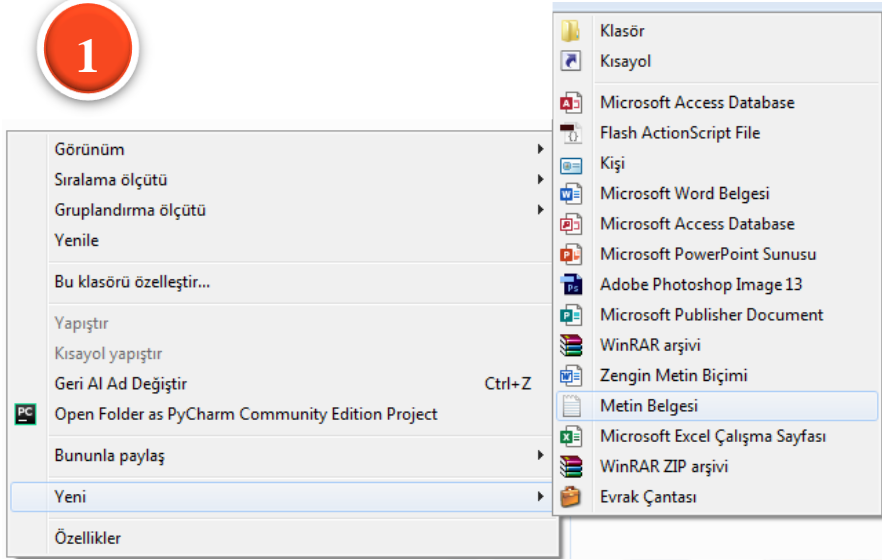 1
Görünüm
Sıralama ölçütü
Gruplandırma ölçütü
Yenile
Bu klasörü özelleştir...
Yapıştır
Kısayol yapıştır
Geri Al Ad Değiştir Ctrl+Z
Open Folder as PyCharm Community Edition Project
Bununla paylaş
Yeni
Özellikler
Klasör
Kısayol
Microsoft Access Database
Flash ActionScript File
Kişi
Microsoft Word Belgesi
Microsoft Access Database
Microsoft PowerPoint Sunusu
Adobe Photoshop Image 13
Microsoft Publisher Document
WinRAR arşivi
Zengin Metin Biçimi
Metin Belgesi
Microsoft Excel Çalışma Sayfası
WinRAR ZIP arşivi
Evrak Çantası